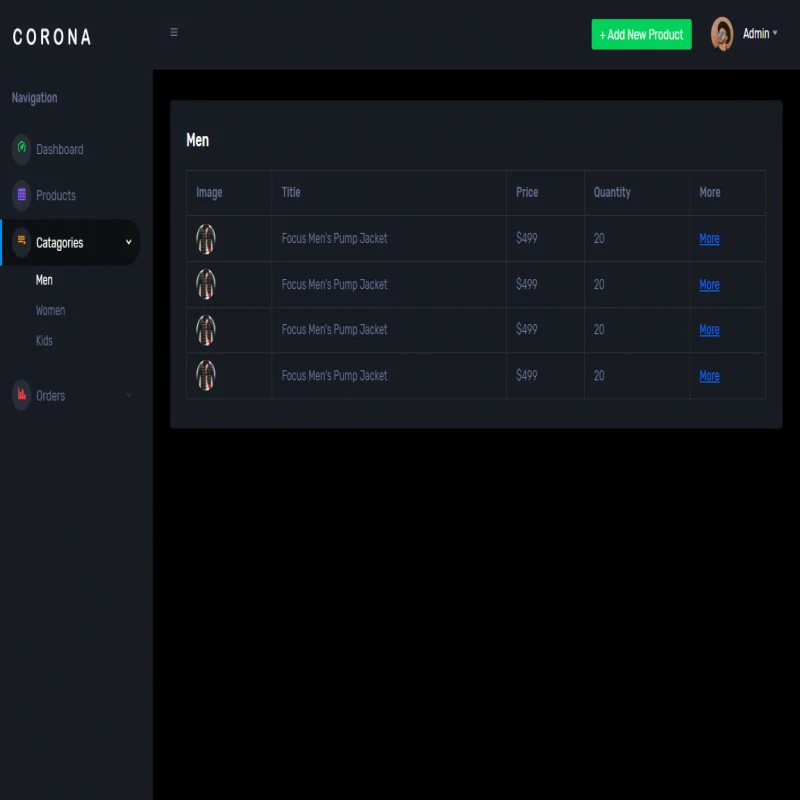 CORONA
+ Add New Product
Admin
Navigation
Dashboard
Products
Catagories
Men
Women
Kids
Orders
Men
Image Title Price Quantity More
Focus Men's Pump Jacket $499 20 More
Focus Men's Pump Jacket $499 20 More
Focus Men's Pump Jacket $499 20 More
Focus Men's Pump Jacket $499 20 More